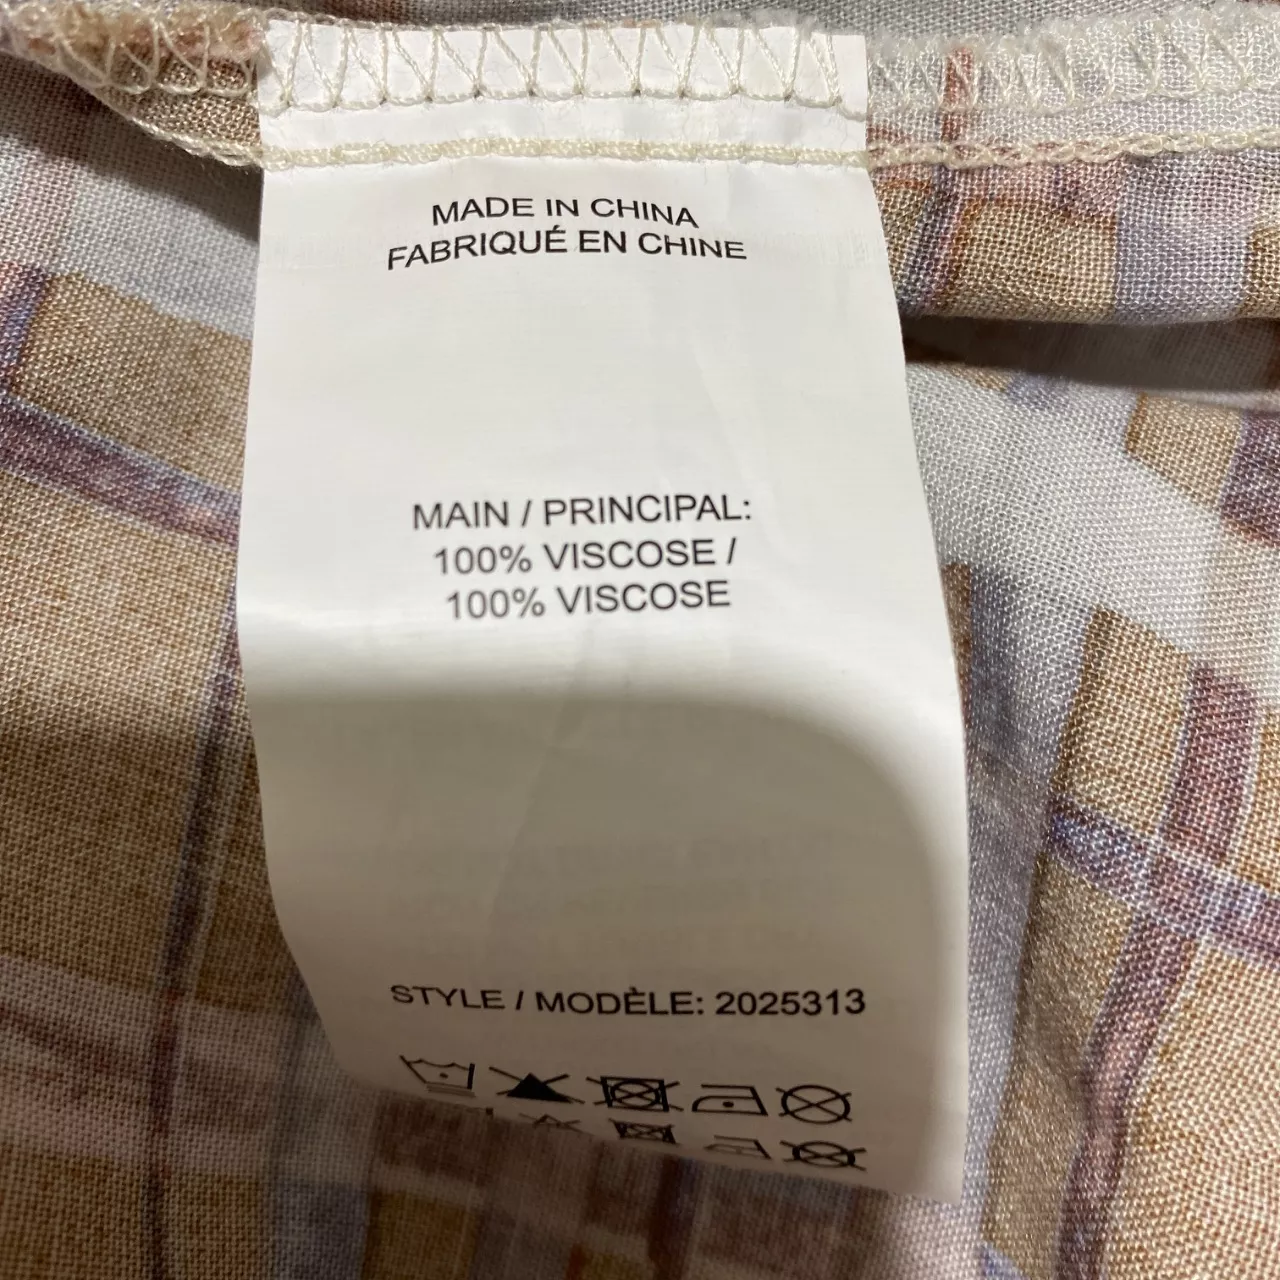 MADE IN CHINA
FABRIQUÉ EN CHINE
MAIN / PRINCIPAL:
100% VISCOSE /
100% VISCOSE
STYLE / MODÈLE: 2025313